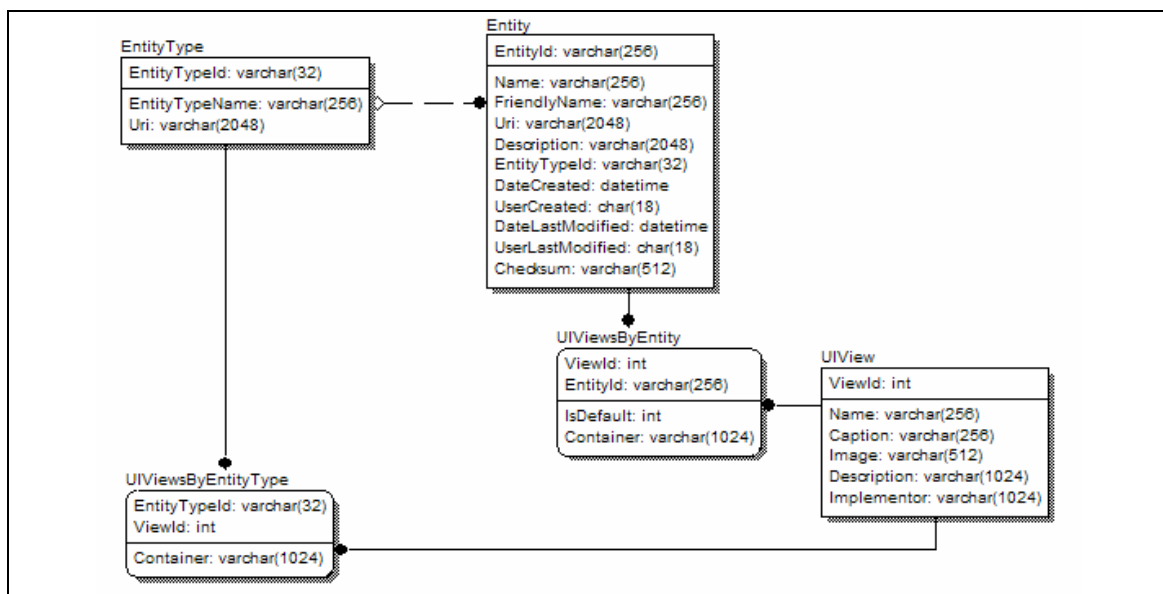 EntityType
EntityTypeId: varchar(32)
EntityTypeName: varchar(256)
Uri: varchar(2048)
Entity
EntityId: varchar(256)
Name: varchar(256)
FriendlyName: varchar(256)
Uri: varchar(2048)
Description: varchar(2048)
EntityTypeId: varchar(32)
DateCreated: datetime
UserCreated: char(18)
DateLastModified: datetime
UserLastModified: char(18)
Checksum: varchar(512)
UIViewsByEntity
ViewId: int
EntityId: varchar(256)
IsDefault: int
Container: varchar(1024)
UIView
ViewId: int
Name: varchar(256)
Caption: varchar(256)
Image: varchar(512)
Description: varchar(1024)
Implementor: varchar(1024)
UIViewsByEntityType
EntityTypeId: varchar(32)
ViewId: int
Container: varchar(1024)